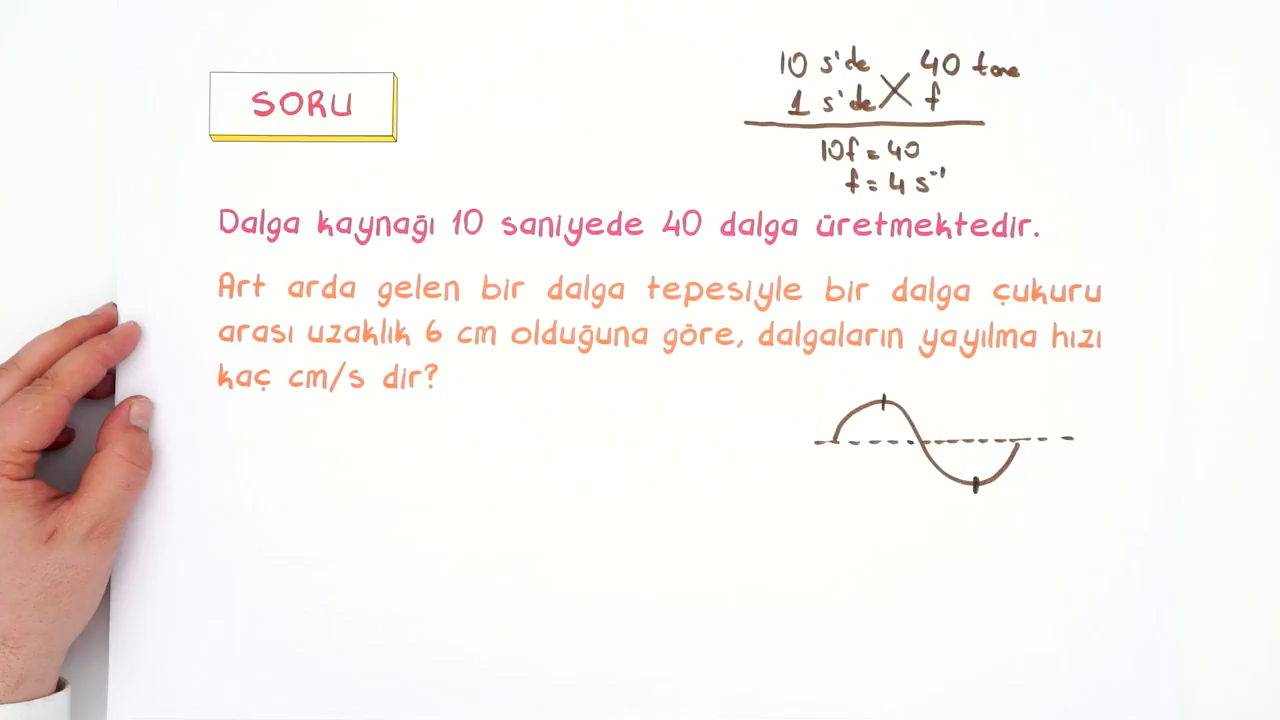 SORU
10 s'de 40 tane
1 s'de f
10f = 40
f = 4 s⁻¹
Dalga kaynağı 10 saniyede 40 dalga üretmektedir.
Art arda gelen bir dalga tepesiyle bir dalga çukuru
arası uzaklık 6 cm olduğuna göre, dalgaların yayılma hızı
kaç cm/s dir?